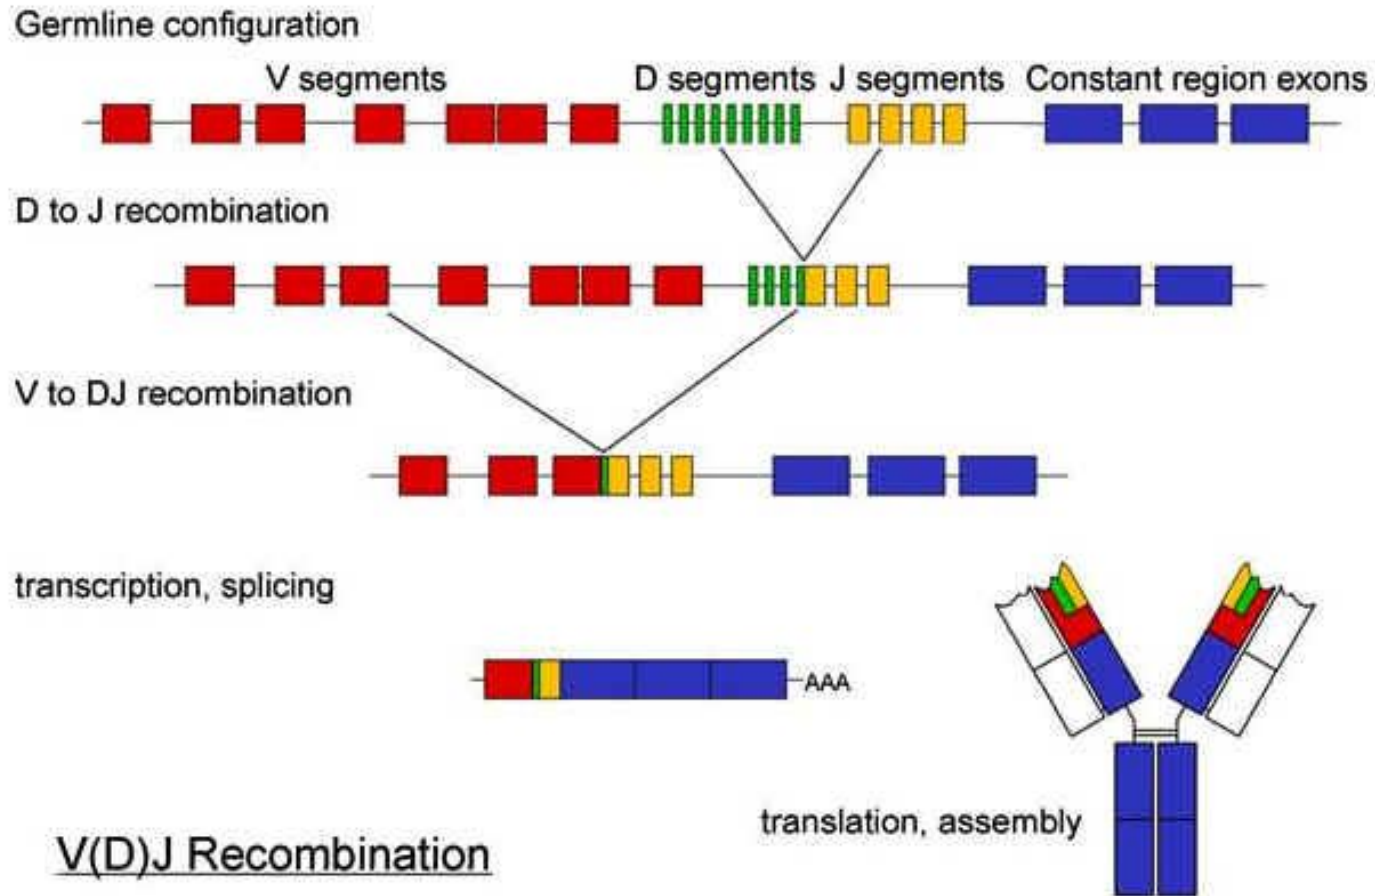 Germline configuration
V segments D segments J segments Constant region exons
D to J recombination
V to DJ recombination
transcription, splicing
AAA
translation, assembly
V(D)J Recombination